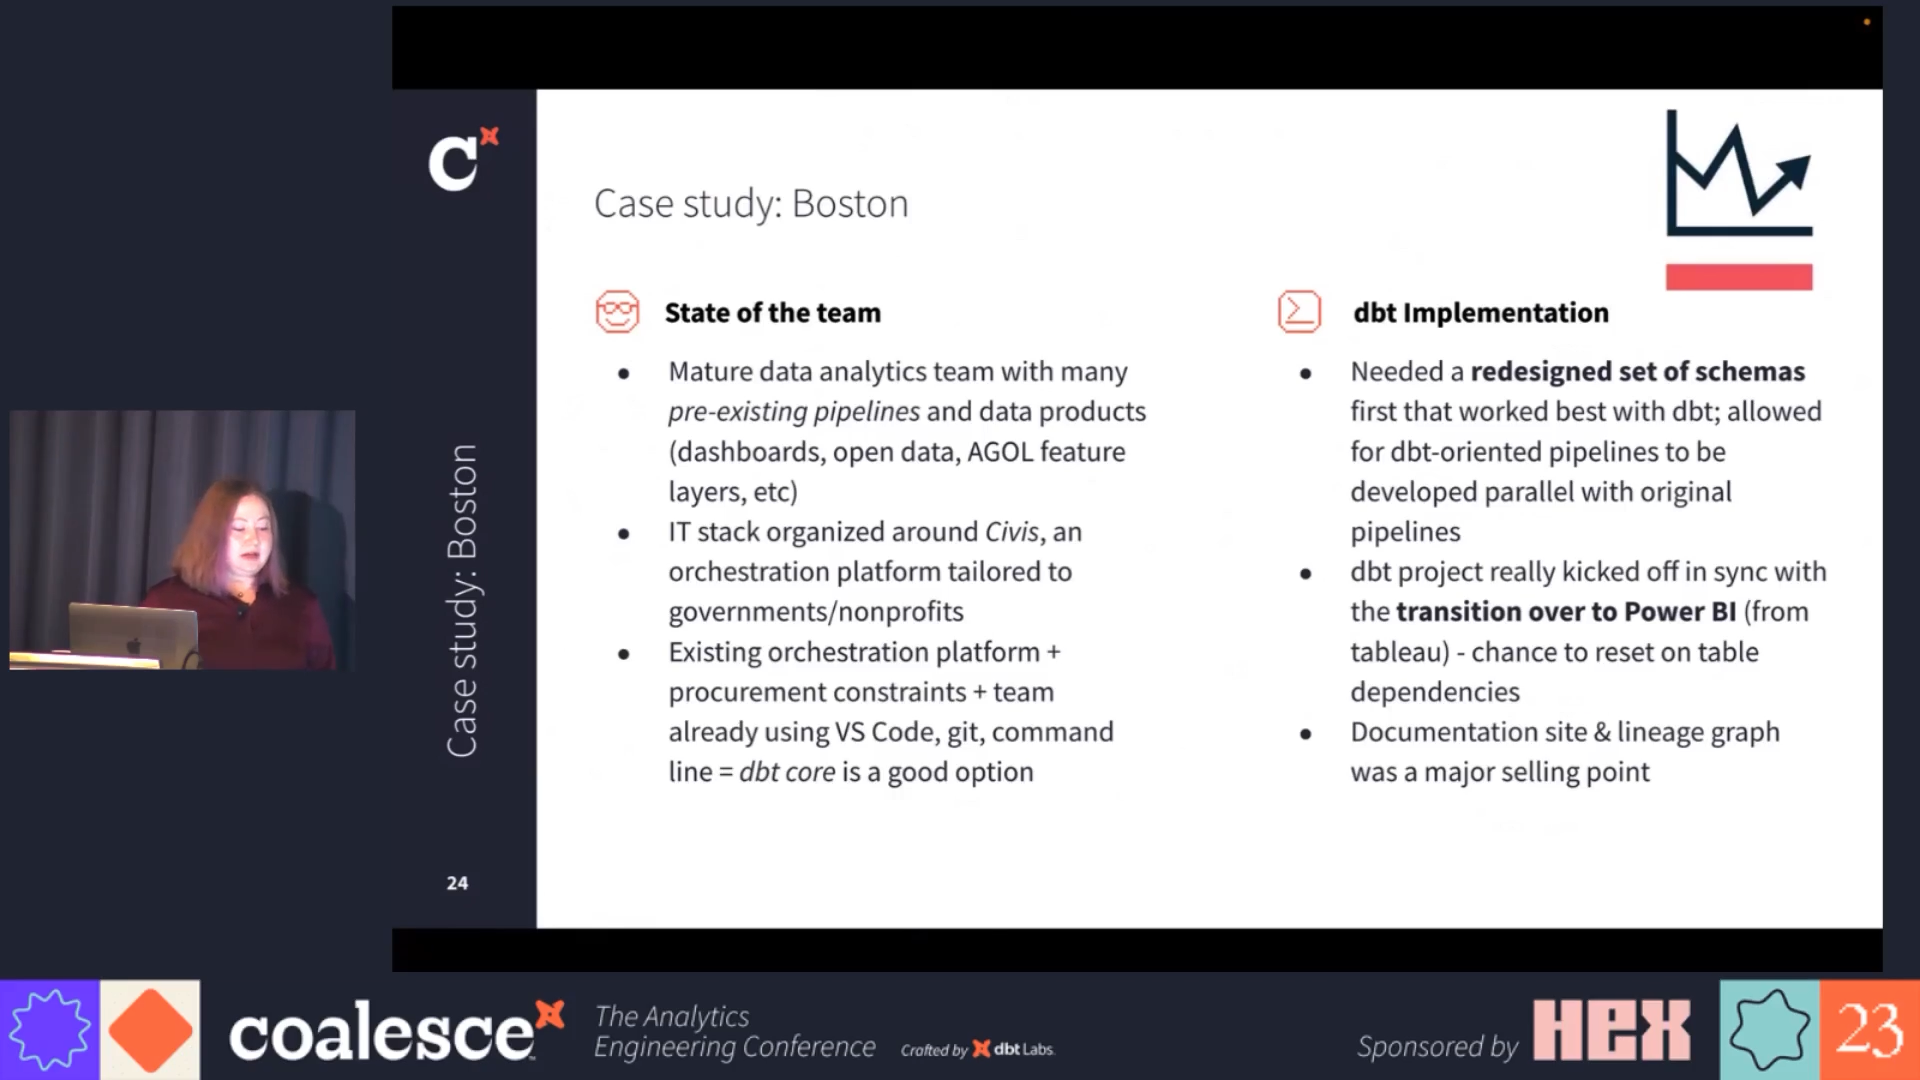 C
Case study: Boston
Case study: Boston
State of the team
● Mature data analytics team with many
pre-existing pipelines and data products
(dashboards, open data, AGOL feature
layers, etc)
● IT stack organized around Civis, an
orchestration platform tailored to
governments/nonprofits
● Existing orchestration platform +
procurement constraints + team
already using VS Code, git, command
line = dbt core is a good option
dbt Implementation
● Needed a redesigned set of schemas
first that worked best with dbt; allowed
for dbt-oriented pipelines to be
developed parallel with original
pipelines
● dbt project really kicked off in sync with
the transition over to Power BI (from
tableau) - chance to reset on table
dependencies
● Documentation site & lineage graph
was a major selling point
24
coalesce™
The Analytics
Engineering Conference
Crafted by dbt Labs.
Sponsored by HEX
23